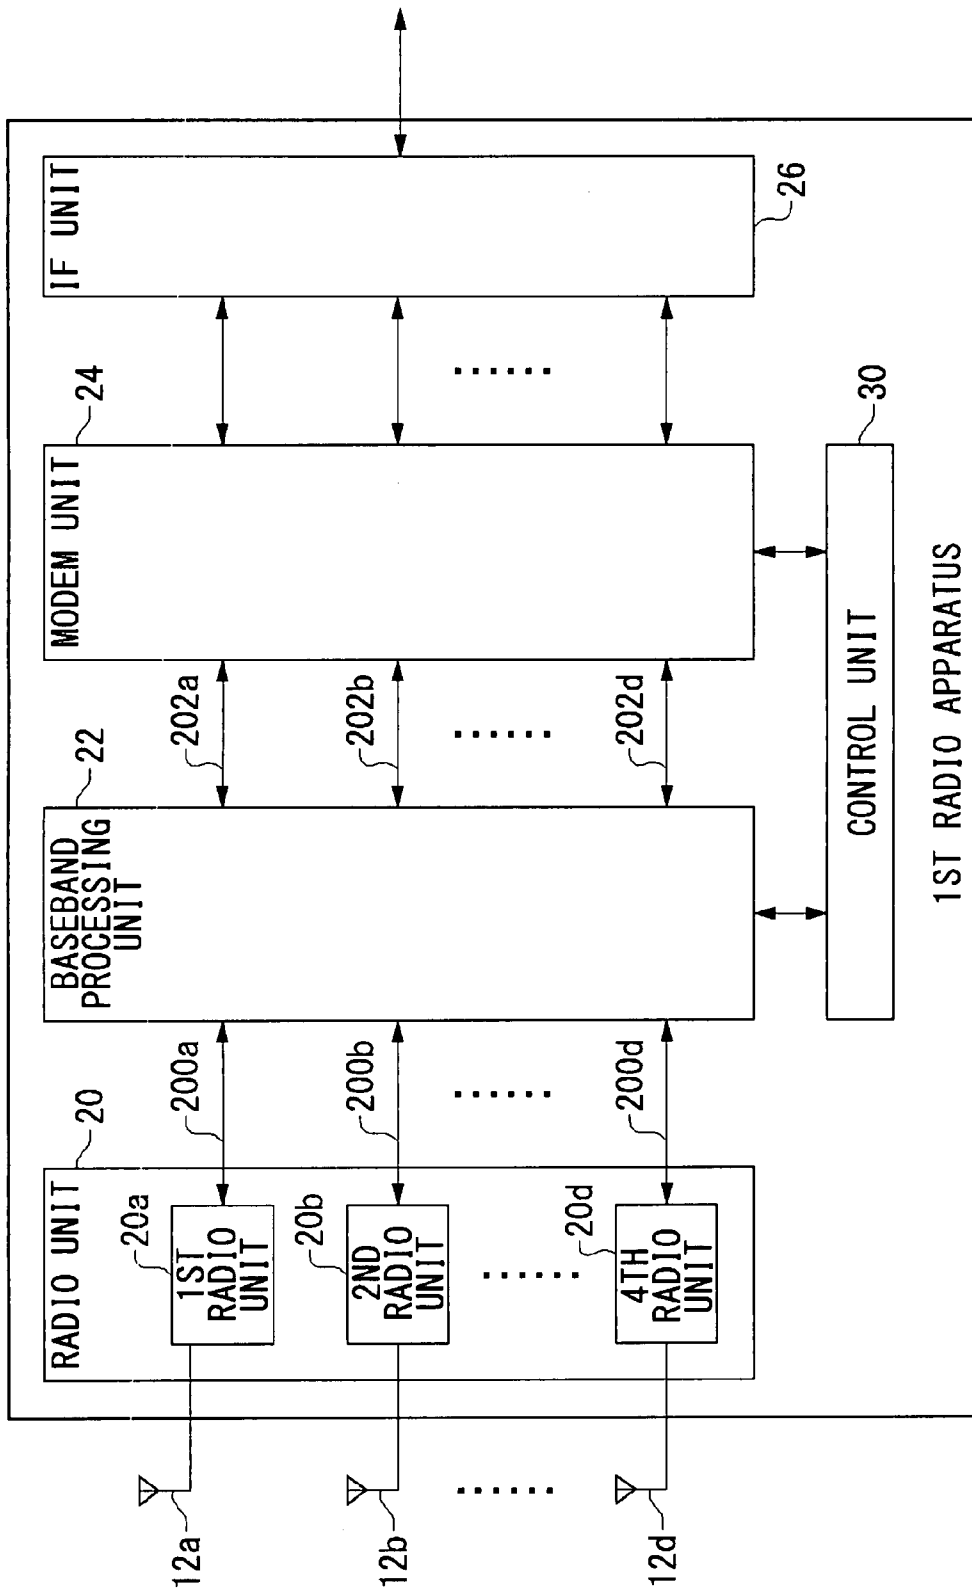 RADIO UNIT
20
BASEBAND
PROCESSING
UNIT
22
MODEM UNIT
24
IF UNIT
26
12a
20a
1ST
RADIO
UNIT
200a
202a
12b
20b
2ND
RADIO
UNIT
200b
202b
......
......
......
......
......
12d
20d
4TH
RADIO
UNIT
200d
202d
CONTROL UNIT
30
1ST RADIO APPARATUS